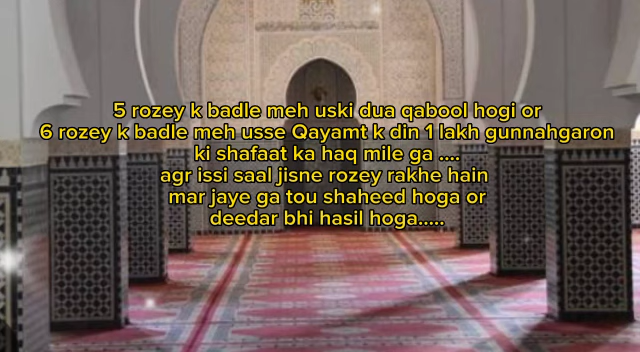 5 rozey k badle meh uski dua qabool hogi or
6 rozey k badle meh usse Qayamt k din 1 lakh gunnahgaron
ki shafaat ka haq mile ga ....
agr issi saal jisne rozey rakhe hain
mar jaye ga tou shaheed hoga or
deedar bhi hasil hoga.....